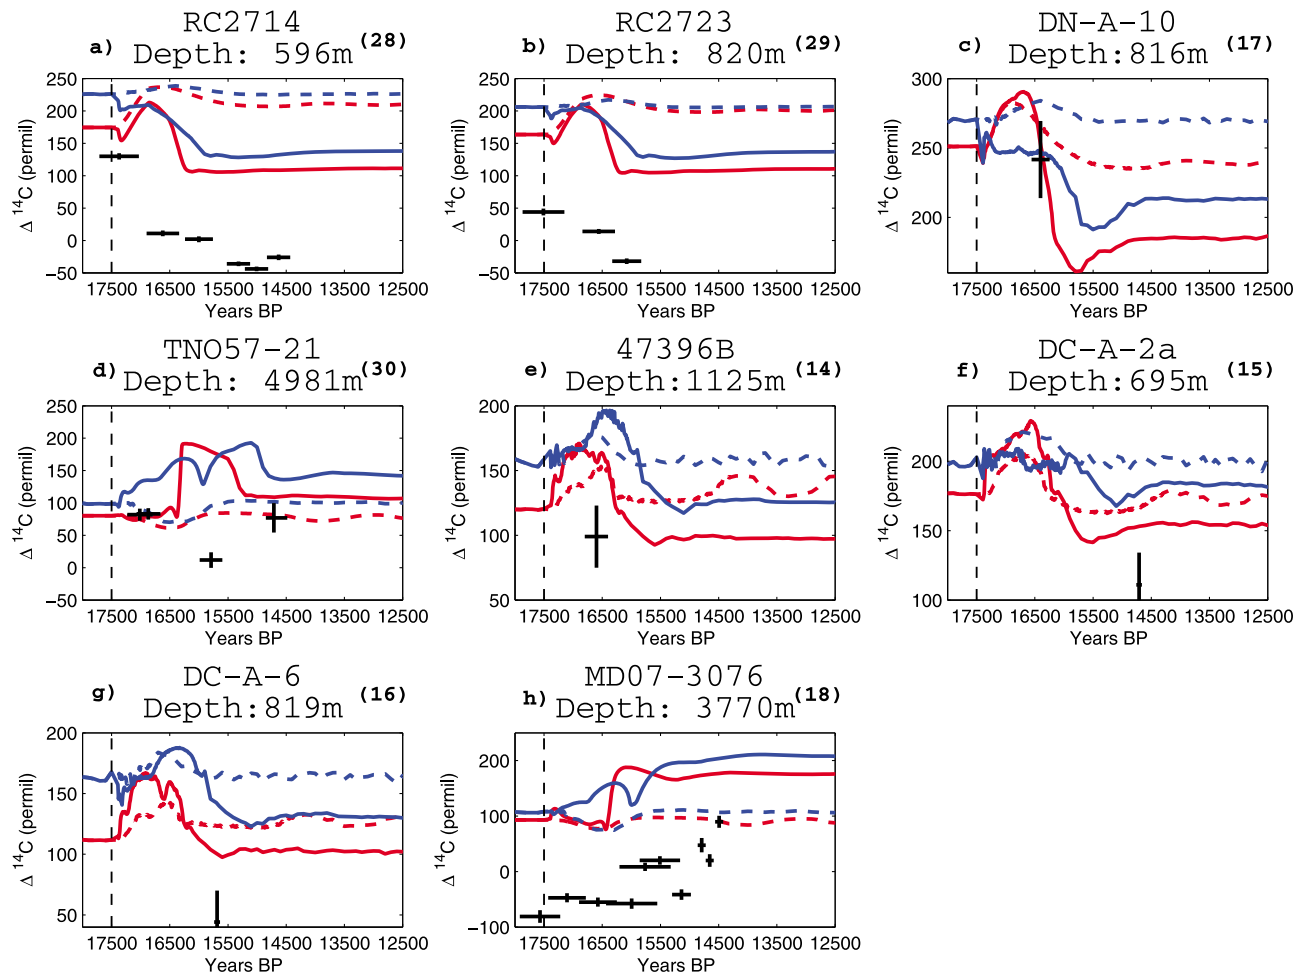 RC2714
a) Depth: 596m (28)
250
200
150
100
50
0
−50
Δ 14C (permil)
17500 16500 15500 14500 13500 12500
Years BP
RC2723
b) Depth: 820m (29)
250
200
150
100
50
0
−50
Δ 14C (permil)
17500 16500 15500 14500 13500 12500
Years BP
DN-A-10
c) Depth:816m (17)
300
250
200
Δ 14C (permil)
17500 16500 15500 14500 13500 12500
Years BP
TNO57-21
d) Depth: 4981m (30)
250
200
150
100
50
0
−50
Δ 14C (permil)
17500 16500 15500 14500 13500 12500
Years BP
47396B
e) Depth:1125m (14)
200
150
100
50
Δ 14C (permil)
17500 16500 15500 14500 13500 12500
Years BP
DC-A-2a
f) Depth:695m (15)
200
150
100
Δ 14C (permil)
17500 16500 15500 14500 13500 12500
Years BP
DC-A-6
g) Depth:819m (16)
200
150
100
50
Δ 14C (permil)
17500 16500 15500 14500 13500 12500
Years BP
MD07-3076
h) Depth: 3770m (18)
200
100
0
−100
Δ 14C (permil)
17500 16500 15500 14500 13500 12500
Years BP